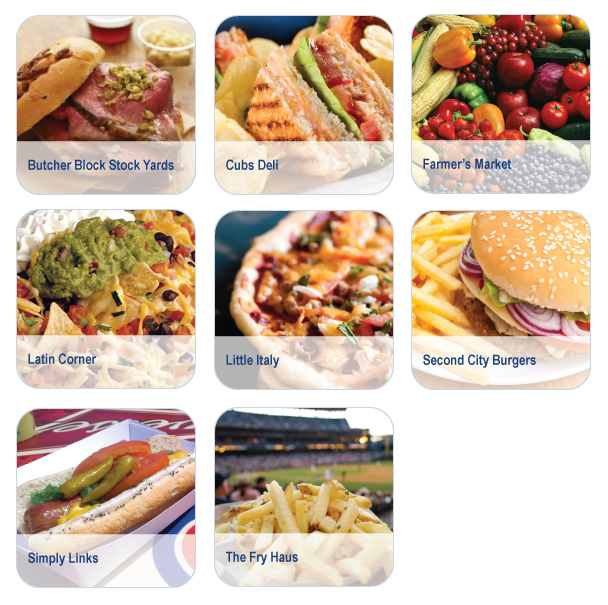 Butcher Block Stock Yards
Cubs Deli
Farmer's Market
Latin Corner
Little Italy
Second City Burgers
Simply Links
The Fry Haus